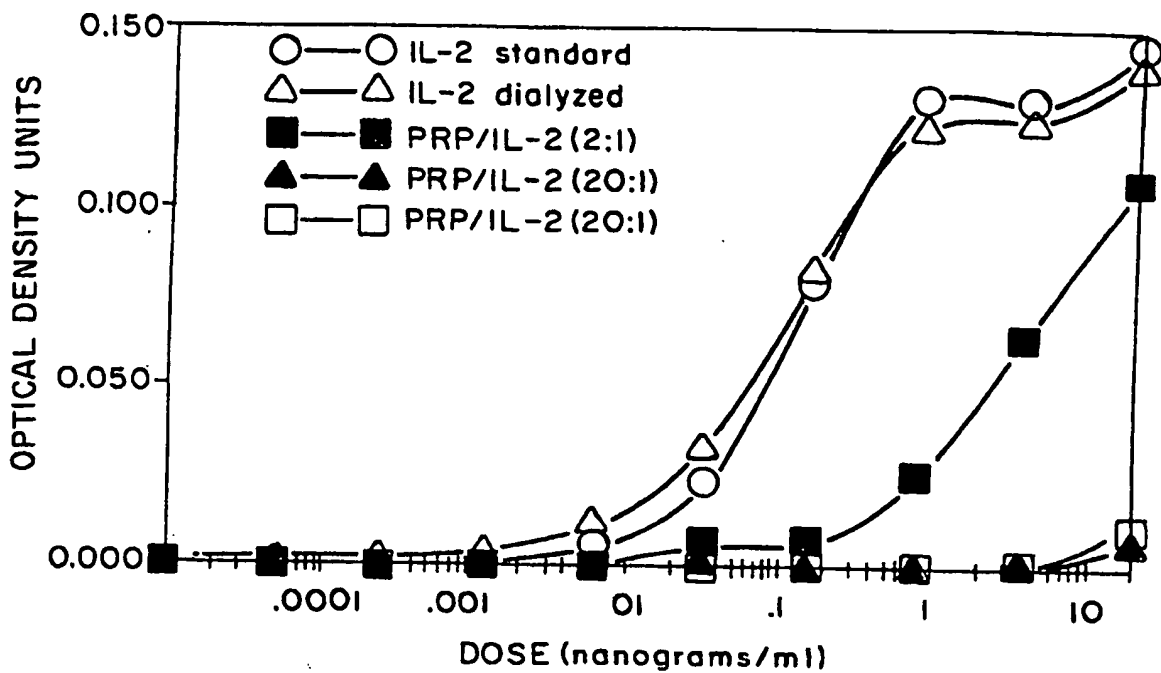 0.150
0.100
0.050
0.000
OPTICAL DENSITY UNITS
IL-2 standard
IL-2 dialyzed
PRP/IL-2 (2:1)
PRP/IL-2 (20:1)
PRP/IL-2 (20:1)
.0001 .001 01 .1 1 10
DOSE (nanograms/ml)